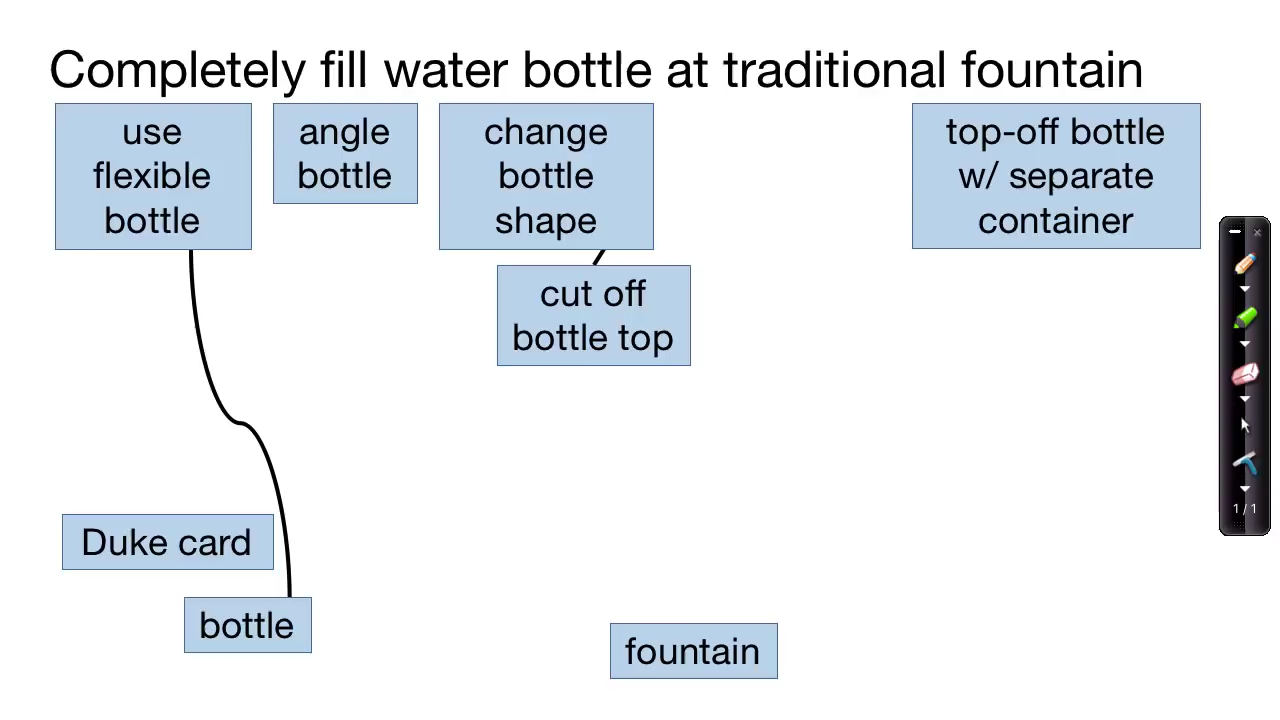 Completely fill water bottle at traditional fountain
use
flexible
bottle
angle
bottle
change
bottle
shape
top-off bottle
w/ separate
container
cut off
bottle top
1 / 1
Duke card
bottle
fountain